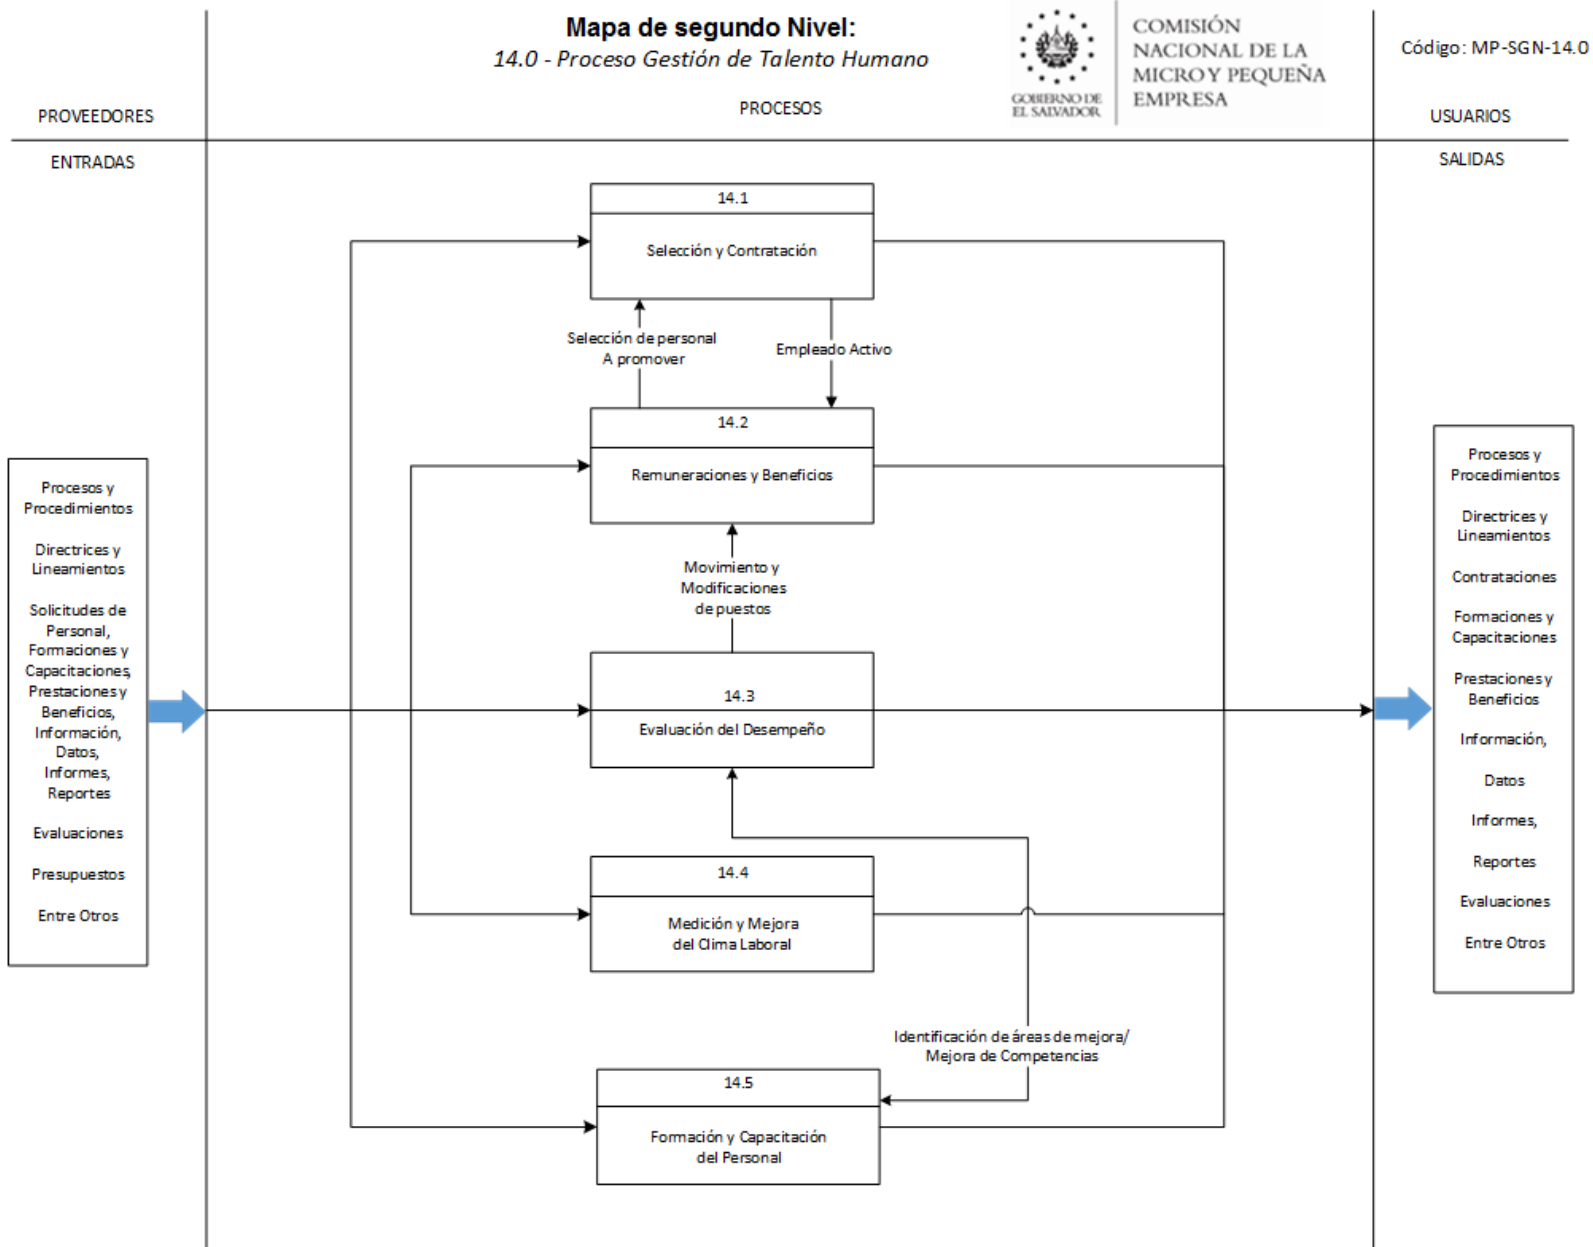 Mapa de segundo Nivel:
14.0 - Proceso Gestión de Talento Humano
GOBIERNO DE
EL SALVADOR
COMISIÓN
NACIONAL DE LA
MICRO Y PEQUEÑA
EMPRESA
Código: MP-SGN-14.0
PROVEEDORES
PROCESOS
USUARIOS
ENTRADAS
SALIDAS
14.1
Selección y Contratación
Selección de personal
A promover
Empleado Activo
14.2
Remuneraciones y Beneficios
Movimiento y
Modificaciones
de puestos
14.3
Evaluación del Desempeño
14.4
Medición y Mejora
del Clima Laboral
Identificación de áreas de mejora/
Mejora de Competencias
14.5
Formación y Capacitación
del Personal
Procesos y
Procedimientos
Directrices y
Lineamientos
Solicitudes de
Personal,
Formaciones y
Capacitaciones,
Prestaciones y
Beneficios,
Información,
Datos,
Informes,
Reportes
Evaluaciones
Presupuestos
Entre Otros
Procesos y
Procedimientos
Directrices y
Lineamientos
Contrataciones
Formaciones y
Capacitaciones
Prestaciones y
Beneficios
Información,
Datos
Informes,
Reportes
Evaluaciones
Entre Otros